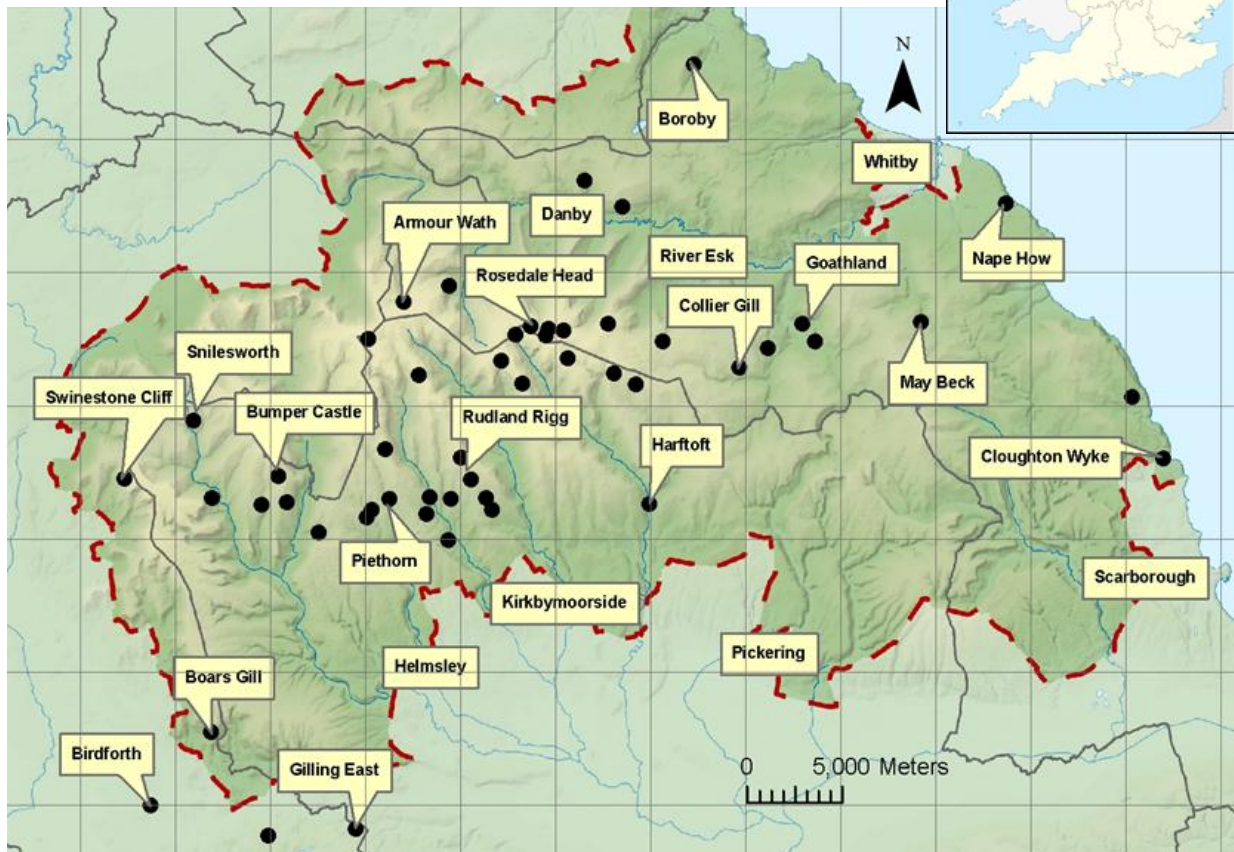 N
Boroby
Whitby
Armour Wath
Danby
River Esk
Goathland
Nape How
Rosedale Head
Collier Gill
Snilesworth
May Beck
Swinestone Cliff
Bumper Castle
Rudland Rigg
Harftoft
Cloughton Wyke
Piethorn
Kirkbymoorside
Scarborough
Helmsley
Pickering
Boars Gill
Birdforth
Gilling East
0 5,000 Meters